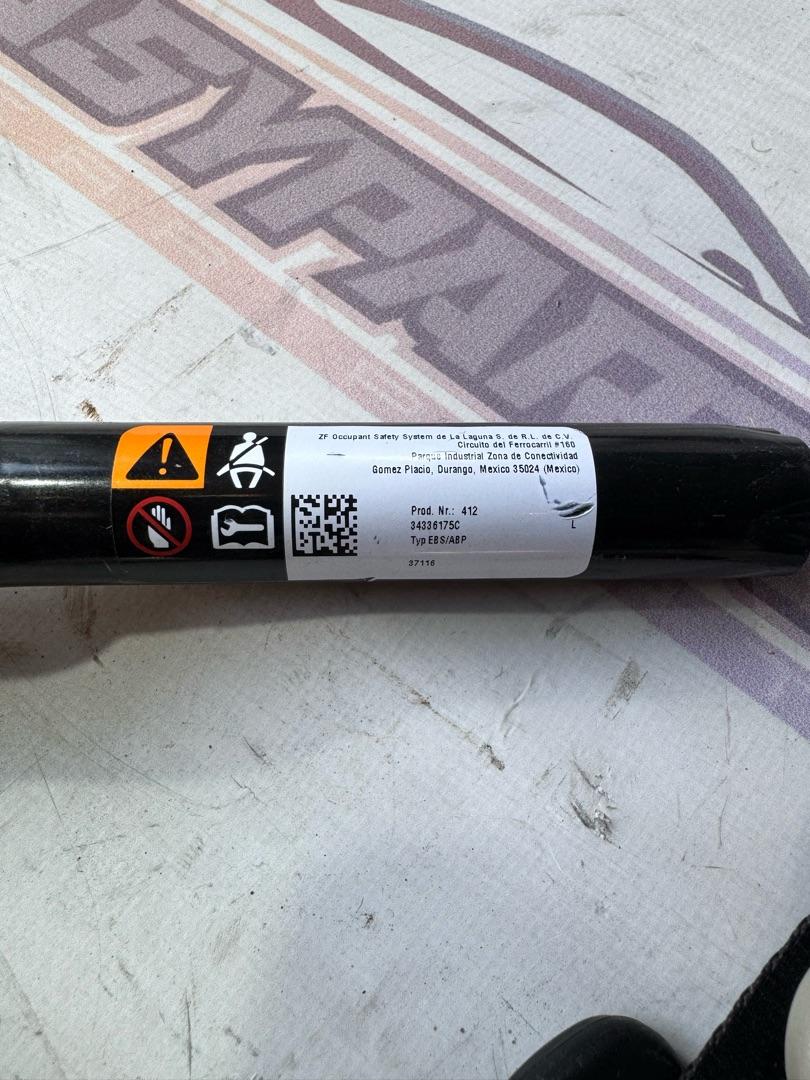 ASYPAR
ZF Occupant Safety System de La Laguna S. de R.L. de C.V.
Circuito del Ferrocarril #160
Parque Industrial Zona de Conectividad
Gomez Placio, Durango, Mexico 35024 (Mexico)
Prod. Nr.: 412
34336175C
L
Typ EBS/ABP
37116